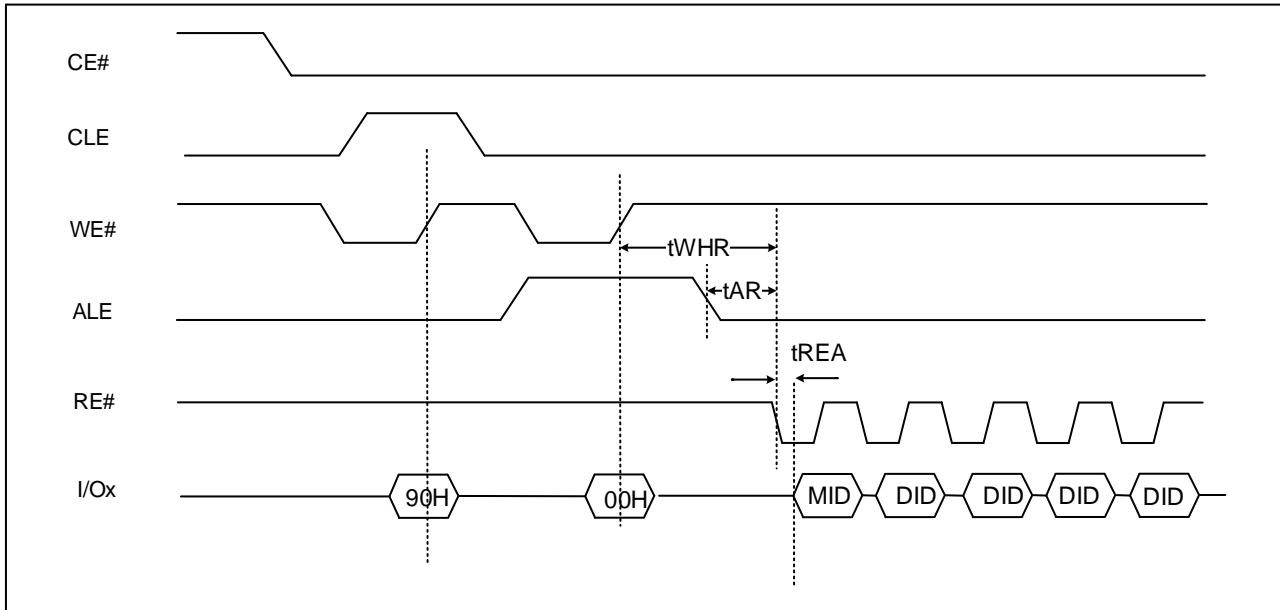 CE#
CLE
WE#
tWHR
tAR
ALE
tREA
RE#
I/Ox
90H
00H
MID
DID
DID
DID
DID